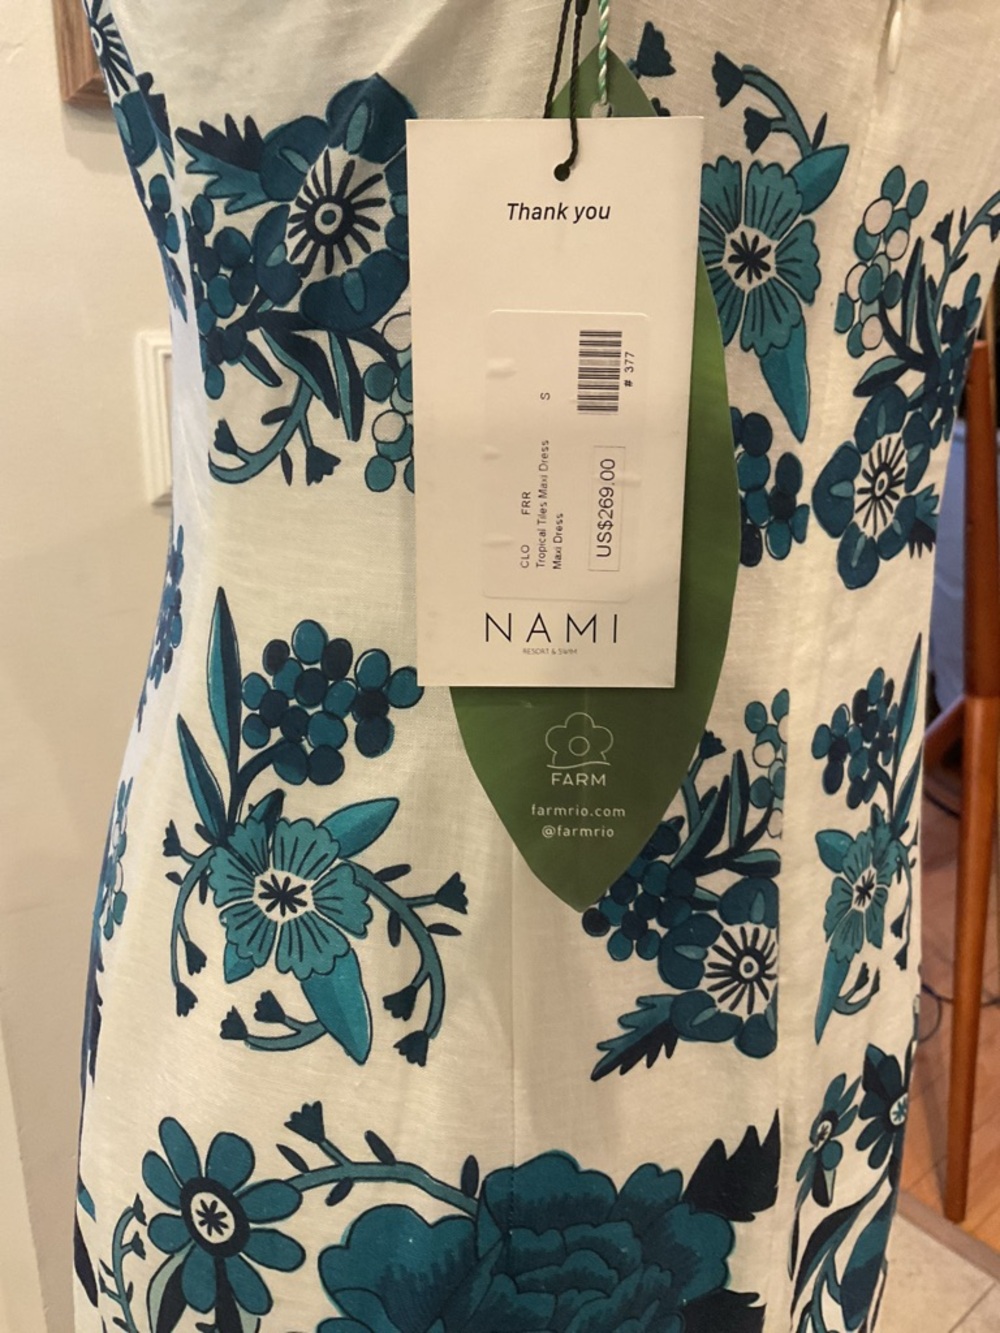 Thank you
# 377
S
CLO FRR
Tropical Tiles Maxi Dress
Maxi Dress
US$269.00
NAMI
RESORT & SWIM
FARM
farmrio.com
@farmrio